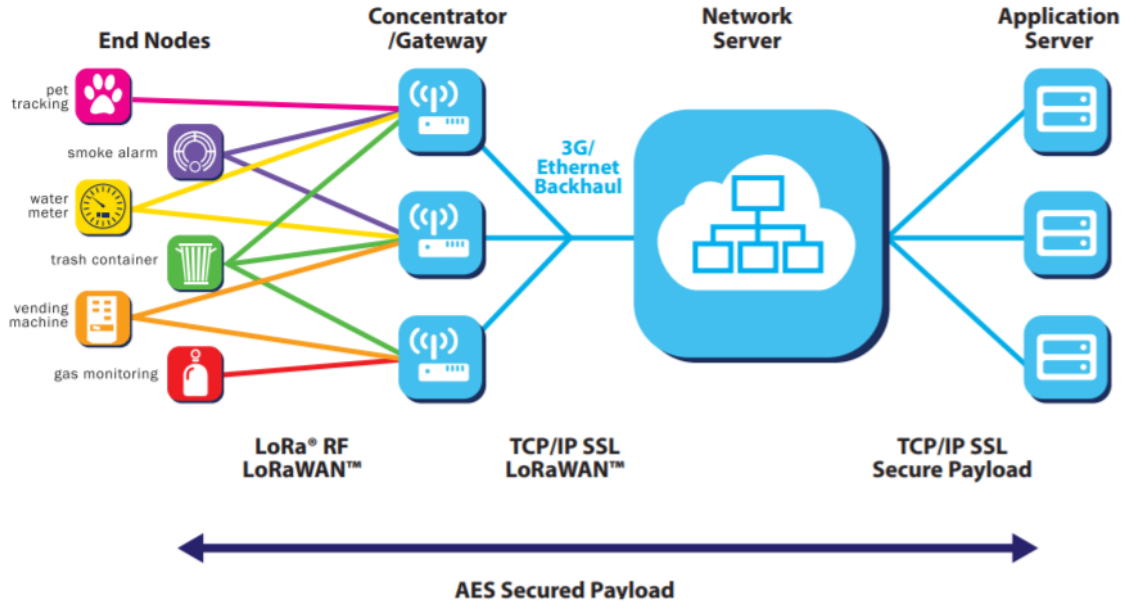 End Nodes
Concentrator
/Gateway
Network
Server
Application
Server
pet
tracking
smoke alarm
water
meter
trash container
vending
machine
gas monitoring
3G/
Ethernet
Backhaul
LoRa® RF
LoRaWAN™
TCP/IP SSL
LoRaWAN™
TCP/IP SSL
Secure Payload
AES Secured Payload